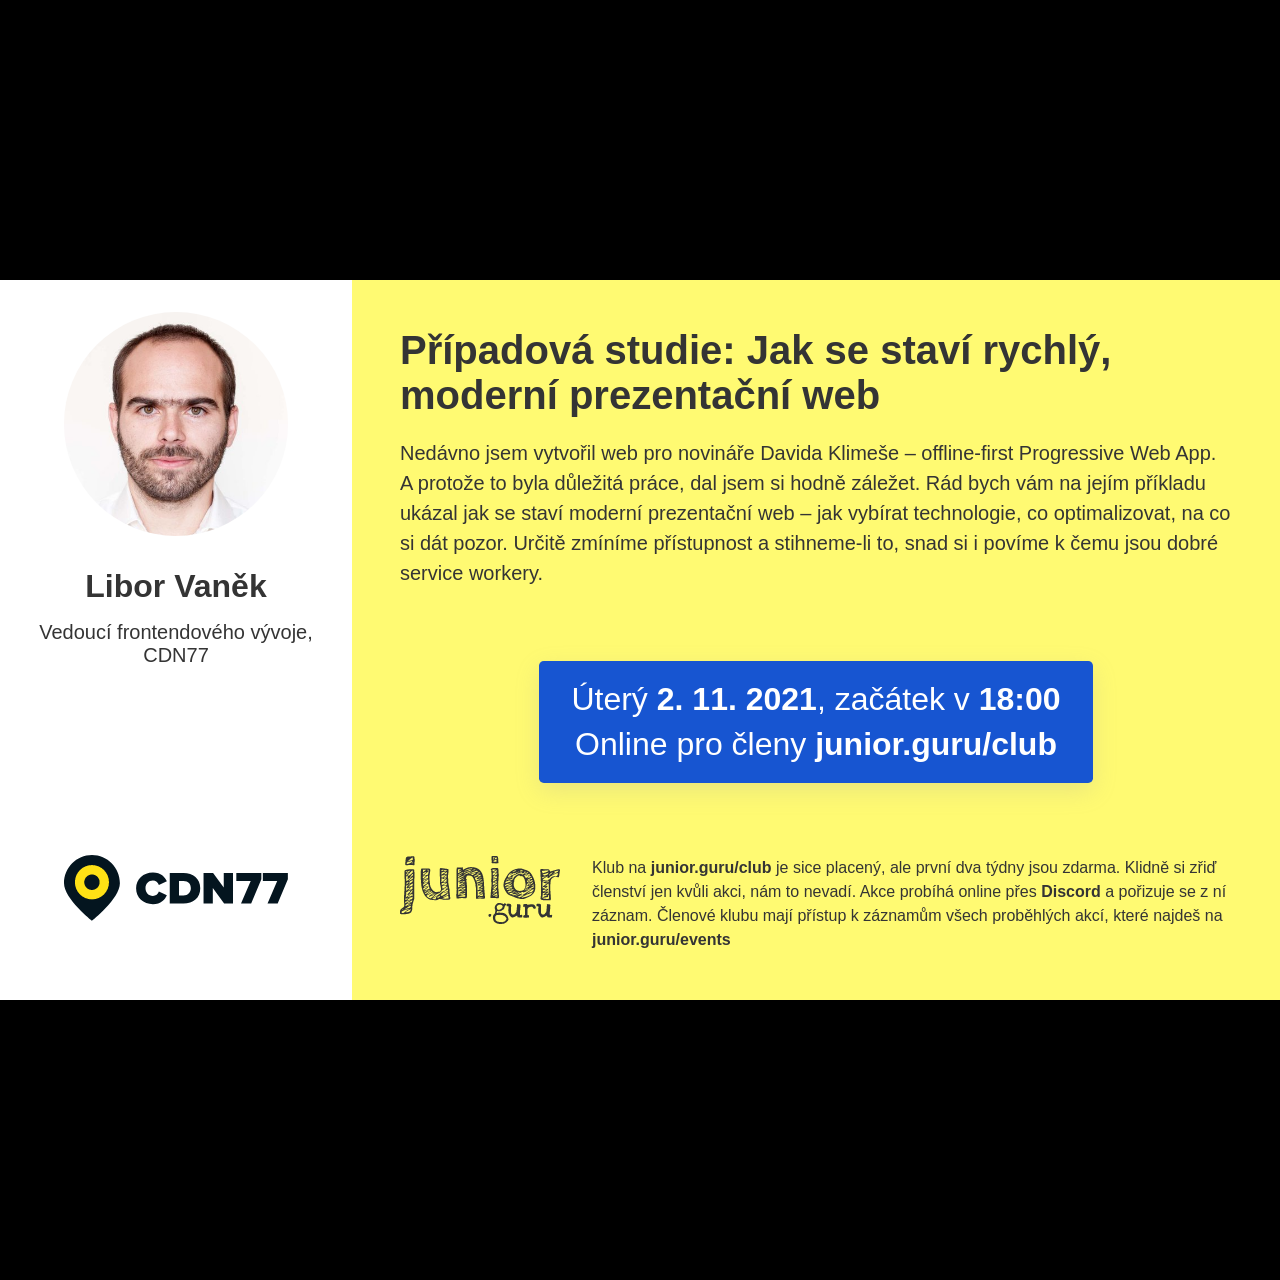 Libor Vaněk
Vedoucí frontendového vývoje,
CDN77
CDN77
Případová studie: Jak se staví rychlý,
moderní prezentační web
Nedávno jsem vytvořil web pro novináře Davida Klimeše – offline-first Progressive Web App.
A protože to byla důležitá práce, dal jsem si hodně záležet. Rád bych vám na jejím příkladu
ukázal jak se staví moderní prezentační web – jak vybírat technologie, co optimalizovat, na co
si dát pozor. Určitě zmíníme přístupnost a stihneme-li to, snad si i povíme k čemu jsou dobré
service workery.
Úterý 2. 11. 2021, začátek v 18:00
Online pro členy junior.guru/club
junior
.guru
Klub na junior.guru/club je sice placený, ale první dva týdny jsou zdarma. Klidně si zřiď
členství jen kvůli akci, nám to nevadí. Akce probíhá online přes Discord a pořizuje se z ní
záznam. Členové klubu mají přístup k záznamům všech proběhlých akcí, které najdeš na
junior.guru/events